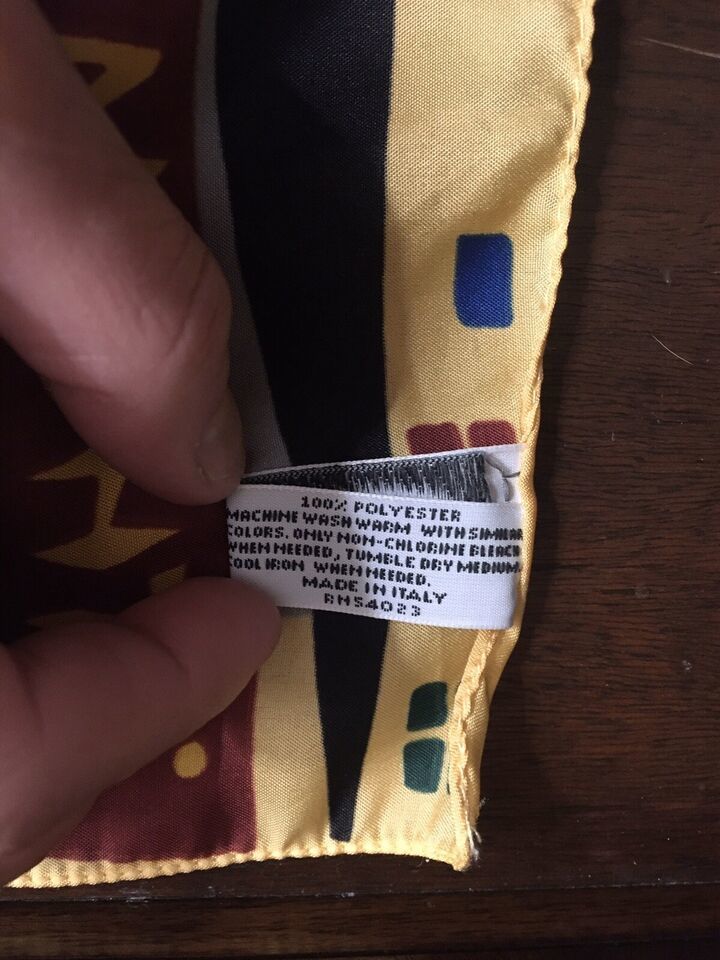 100% POLYESTER
MACHINE WASH WARM WITH SIMILAR
COLORS. ONLY NON-CHLORINE BLEACH
WHEN NEEDED, TUMBLE DRY MEDIUM.
COOL IRON WHEN NEEDED.
MADE IN ITALY
RN54023